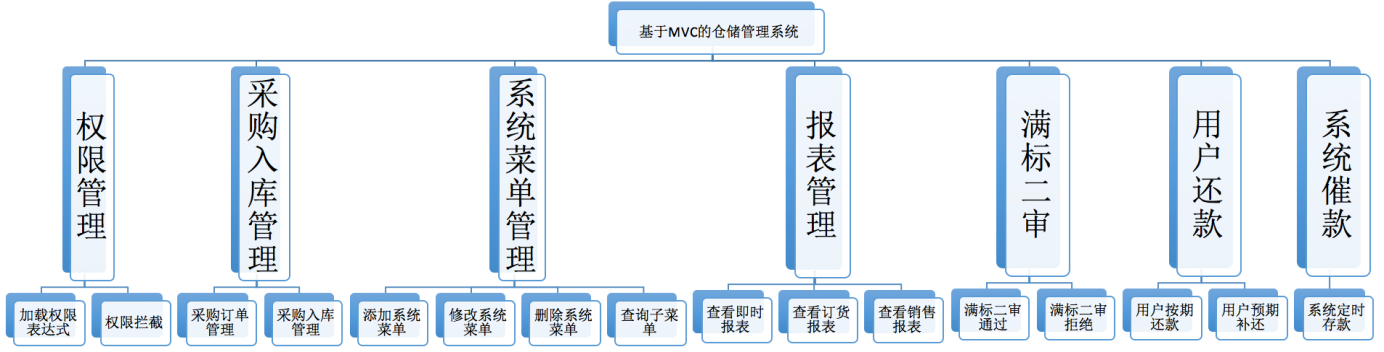 基于MVC的仓储管理系统
权限管理
采购入库管理
系统菜单管理
报表管理
满标二审
用户还款
系统催款
加载权限
表达式
权限拦截
采购订单
管理
采购入库
管理
添加系统
菜单
修改系统
菜单
删除系统
菜单
查询子菜
单
查看即时
报表
查看订货
报表
查看销售
报表
满标二审
通过
满标二审
拒绝
用户按期
还款
用户预期
补还
系统定时
存款